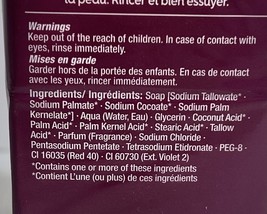 la peau. Rincer et bien essuyer.
Warnings
Keep out of the reach of children. In case of contact with
eyes, rinse immediately.
Mises en garde
Garder hors de la portée des enfants. En cas de contact
avec les yeux, rincer immédiatement.
Ingredients/ Ingrédients: Soap [Sodium Tallowate* ·
Sodium Palmate* · Sodium Cocoate* · Sodium Palm
Kernelate*] · Aqua (Water, Eau) · Glycerin · Coconut Acid* ·
Palm Acid* · Palm Kernel Acid* · Stearic Acid* · Tallow
Acid* · Parfum (Fragrance) · Sodium Chloride ·
Pentasodium Pentetate · Tetrasodium Etidronate · PEG-8 ·
CI 16035 (Red 40) · CI 60730 (Ext. Violet 2)
*Contains one or more of these ingredients
*Contient L'une (ou plus) de ces ingrédients